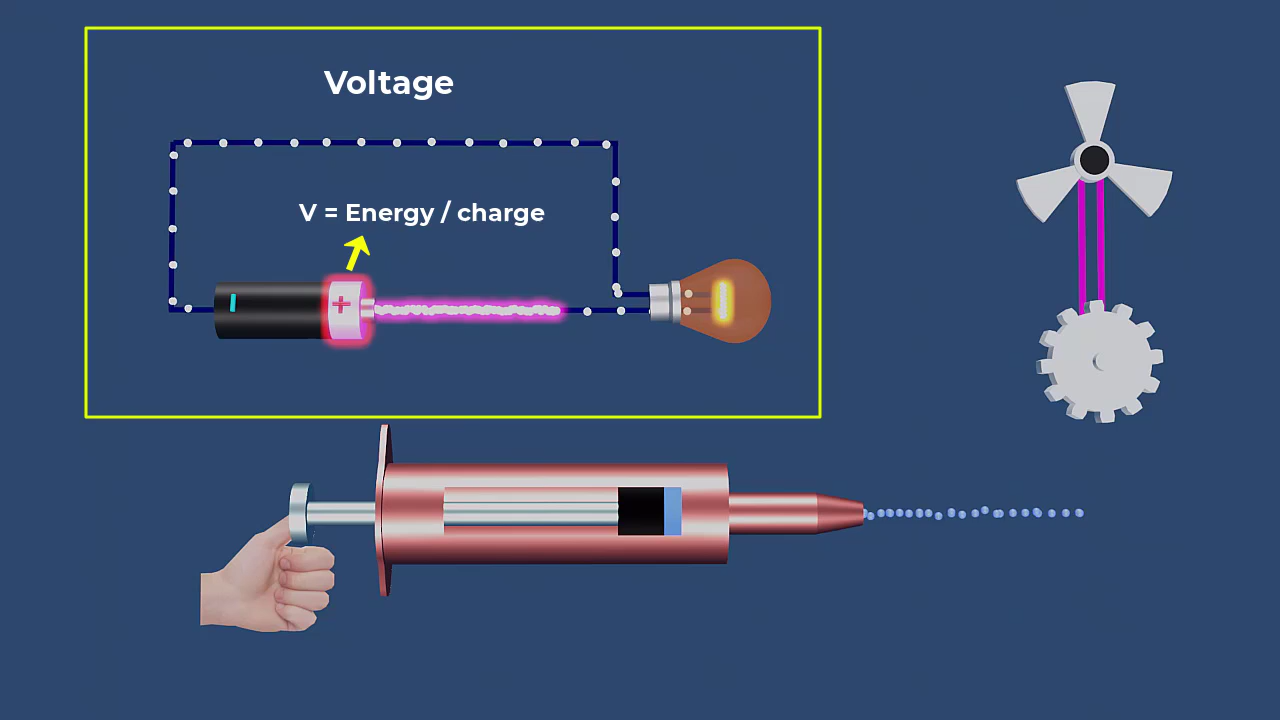 Voltage
V = Energy / charge
+
-